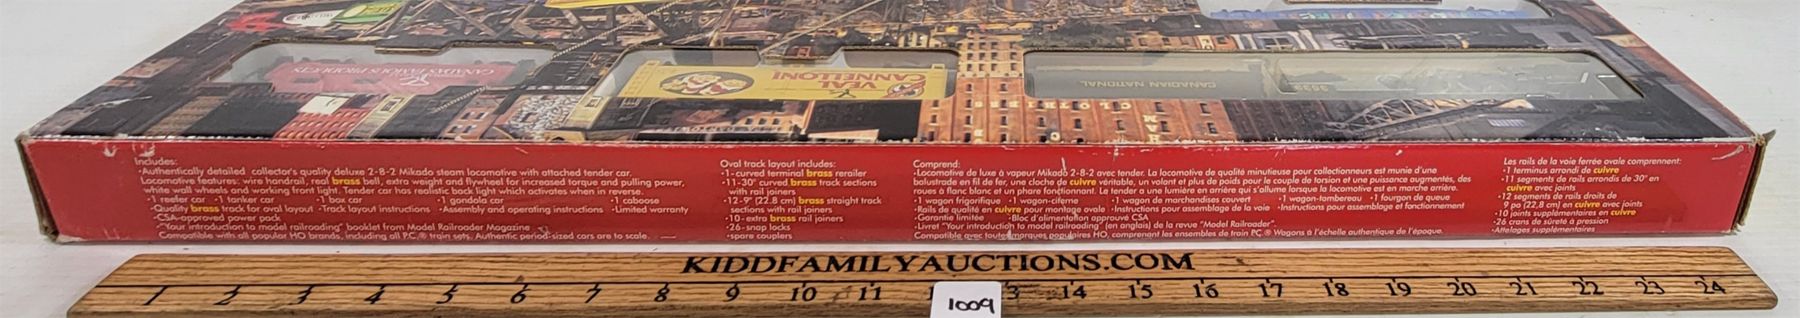 CANADA'S FAMOUS PRODUCTS
VEAL
CANNELLONI
CANADIAN NATIONAL
3639
CLOTHIERS
HAM
Includes:
•Authentically detailed collector's quality deluxe 2-8-2 Mikado steam locomotive with attached tender car.
Locomotive features: wire handrail, real brass bell, extra weight and flywheel for increased torque and pulling power,
white wall wheels and working front light. Tender car has realistic back light which activates when in reverse.
•1 reefer car •1 tanker car •1 box car •1 gondola car •1 caboose
•Quality brass track for oval layout •Track layout instructions •Assembly and operating instructions •Limited warranty
•CSA-approved power pack
•"Your introduction to model railroading" booklet from Model Railroader Magazine
Compatible with all popular HO brands, including all P.C.® train sets. Authentic period-sized cars are to scale.
Oval track layout includes:
•1-curved terminal brass rerailer
•11-30° curved brass track sections
with rail joiners
•12-9" (22.8 cm) brass straight track
sections with rail joiners
•10-extra brass rail joiners
•26-snap locks
•spare couplers
Comprend:
•Locomotive de luxe à vapeur Mikado 2-8-2 avec tender. La locomotive de qualité minutieuse pour collectionneurs est munie d'une
balustrade en fil de fer, une cloche de cuivre véritable, un volant et plus de poids pour le couple de torsion et une puissance augmentés, des
roues à flanc blanc et un phare fonctionnant. Le tender a une lumière en arrière qui s'allume lorsque la locomotive est en marche arrière.
•1 wagon frigorifique •1 wagon-citerne •1 wagon de marchandises couvert •1 wagon-tombereau •1 fourgon de queue
•Rails de qualité en cuivre pour montage ovale •Instructions pour assemblage de la voie •Instructions pour assemblage et fonctionnement
•Garantie limitée •Bloc d'alimentation approuvé CSA
•Livret "Your introduction to model railroading" (en anglais) de la revue "Model Railroader".
Compatible avec toutes marques populaires HO, comprenant les ensembles de train P.C.® Wagons à l'échelle authentique de l'époque.
Les rails de la voie ferrée ovale comprennent:
•1 terminus arrondi de cuivre
•11 segments de rails arrondis de 30° en
cuivre avec joints
•12 segments de rails droits de
9 po (22,8 cm) en cuivre avec joints
•10 joints supplémentaires en cuivre
•26 crans de sûreté à pression
•Attelages supplémentaires
KIDDFAMILYAUCTIONS.COM
1 2 3 4 5 6 7 8 9 10 11 1 3 14 15 16 17 18 19 20 21 22 23 24
1009